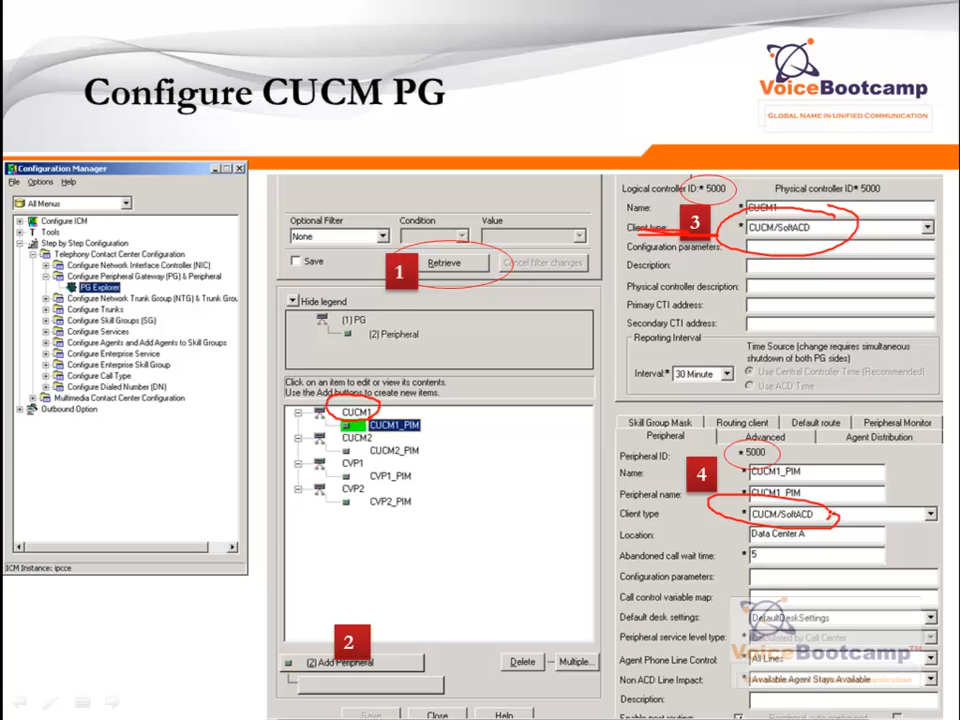 Configure CUCM PG
VoiceBootcamp
GLOBAL NAME IN UNIFIED COMMUNICATION
Configuration Manager
File Options Help
All Menus
Configure ICM
Tools
Step by Step Configuration
Telephony Contact Center Configuration
Configure Network Interface Controller (NIC)
Configure Peripheral Gateway (PG) & Peripheral
PG Explorer
Configure Network Trunk Group (NTG) & Trunk Grou
Configure Trunks
Configure Skill Groups (SG)
Configure Services
Configure Agents and Add Agents to Skill Groups
Configure Enterprise Service
Configure Enterprise Skill Group
Configure Call Type
Configure Dialed Number (DN)
Multimedia Contact Center Configuration
Outbound Option
ICM Instance: ipcce
Optional Filter Condition Value
None
Save
1
Retrieve
Cancel filter changes
Hide legend
(1) PG
(2) Peripheral
Click on an item to edit or view its contents.
Use the Add buttons to create new items.
CUCM1
CUCM1_PIM
CUCM2
CUCM2_PIM
CVP1
CVP1_PIM
CVP2
CVP2_PIM
2
(2) Add Peripheral
Delete
Multiple...
Save
Close
Help
Logical controller ID:* 5000 Physical controller ID* 5000
Name: * CUCM1
3
Client type: * CUCM/SoftACD
Configuration parameters:
Description:
Physical controller description:
Primary CTI address:
Secondary CTI address:
Reporting Interval
Interval:* 30 Minute
Time Source (change requires simultaneous
shutdown of both PG sides)
Use Central Controller Time (Recommended)
Use ACD Time
Skill Group Mask Routing client Default route Peripheral Monitor
Peripheral Advanced Agent Distribution
Peripheral ID: * 5000
4
Name: * CUCM1_PIM
Peripheral name: * CUCM1_PIM
Client type * CUCM/SoftACD
Location: Data Center A
Abandoned call wait time: * 5
Configuration parameters:
Call control variable map:
Default desk settings: DefaultDeskSettings
Peripheral service level type: * Calculated by Call Center
VoiceBootcamp™
Agent Phone Line Control: * All Lines
Non ACD Line Impact: * Available Agent Stays Available
Description:
Enable post routing: Peripheral auto configured: